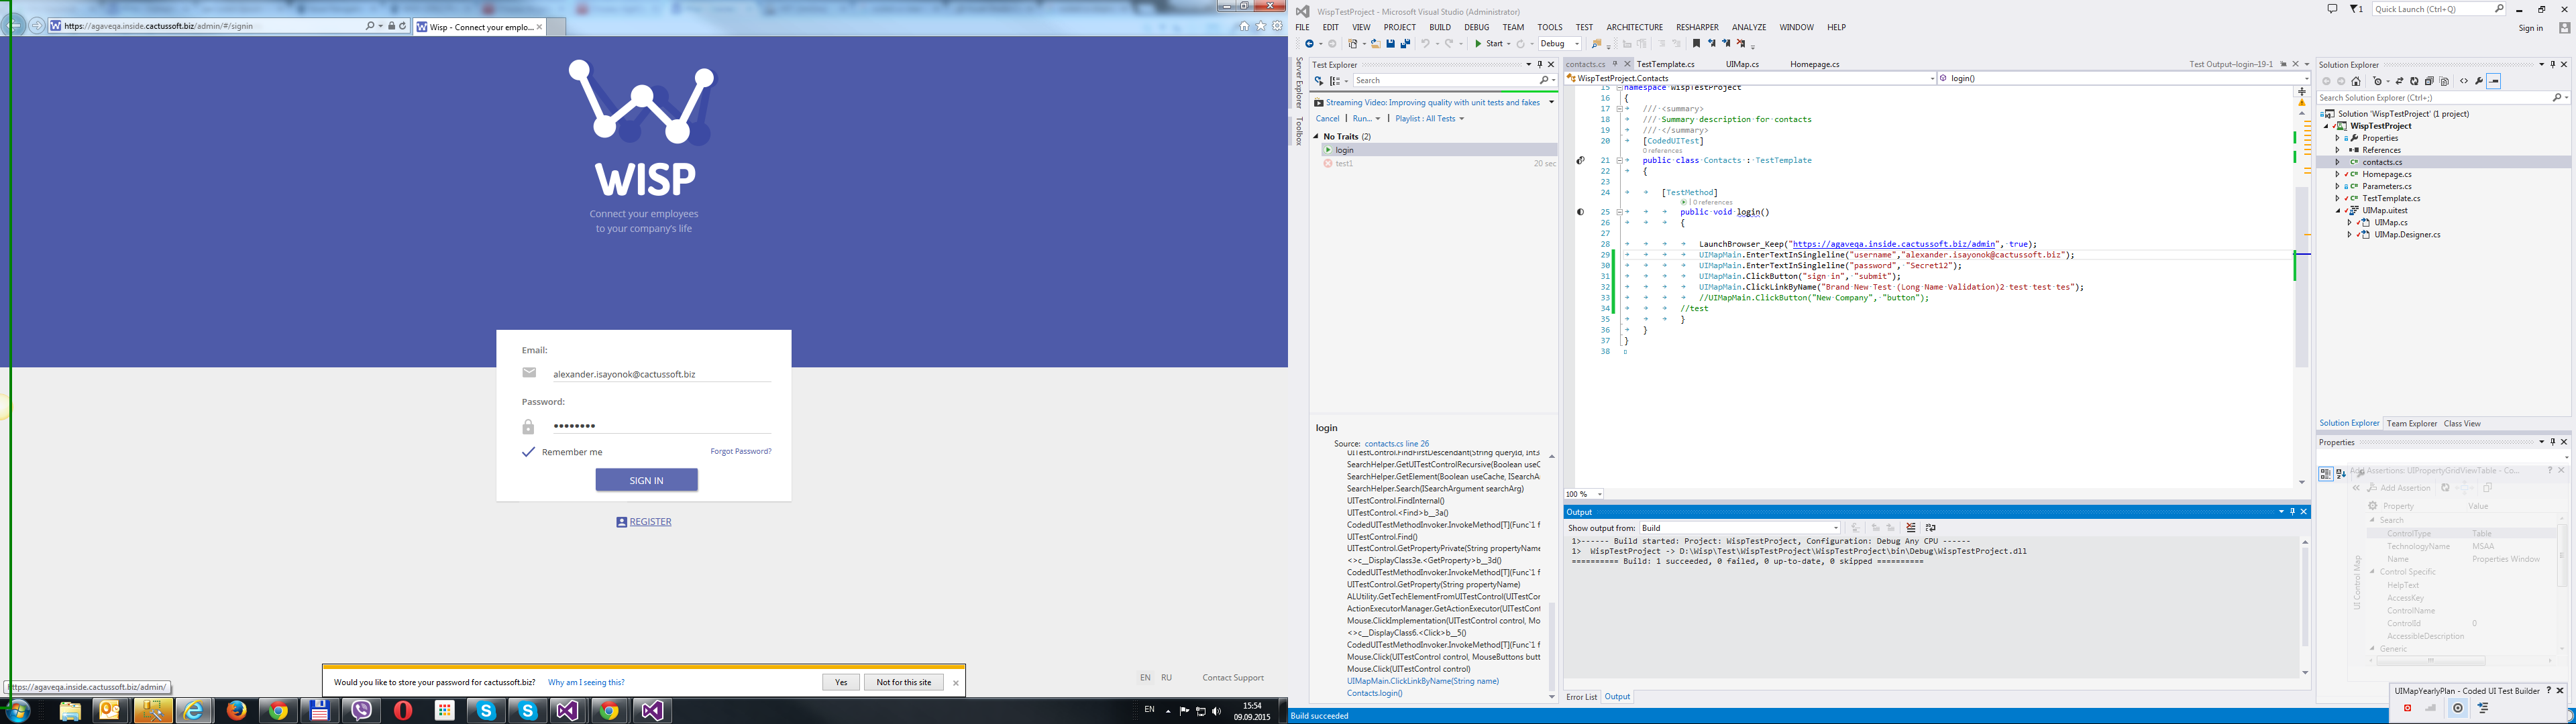 https://agaveqa.inside.cactussoft.biz/admin/#/signin
Wisp - Connect your emplo...
WISP
Connect your employees
to your company's life
Email:
alexander.isayonok@cactussoft.biz
Password:
••••••••
Remember me
Forgot Password?
SIGN IN
REGISTER
Would you like to store your password for cactussoft.biz?
Why am I seeing this?
Yes
Not for this site
EN
RU
Contact Support
https://agaveqa.inside.cactussoft.biz/admin/
EN
15:54
09.09.2015
WispTestProject - Microsoft Visual Studio (Administrator)
1
Quick Launch (Ctrl+Q)
FILE EDIT VIEW PROJECT BUILD DEBUG TEAM TOOLS TEST ARCHITECTURE RESHARPER ANALYZE WINDOW HELP
Sign in
Start
Debug
Server Explorer
Toolbox
Test Explorer
Search
Streaming Video: Improving quality with unit tests and fakes
Cancel | Run... | Playlist : All Tests
No Traits (2)
login
test1 20 sec
login
Source: contacts.cs line 26
UITestControl.FindFirstDescendant(String queryId, Int3
SearchHelper.GetUITestControlRecursive(Boolean useC
SearchHelper.GetElement(Boolean useCache, ISearchA
SearchHelper.Search(ISearchArgument searchArg)
UITestControl.FindInternal()
UITestControl.<Find>b__3a()
CodedUITestMethodInvoker.InvokeMethod[T](Func`1 f
UITestControl.Find()
UITestControl.GetPropertyPrivate(String propertyName
<>c__DisplayClass3e.<GetProperty>b__3d()
CodedUITestMethodInvoker.InvokeMethod[T](Func`1 f
UITestControl.GetProperty(String propertyName)
ALUtility.GetTechElementFromUITestControl(UITestCor
ActionExecutorManager.GetActionExecutor(UITestCont
Mouse.ClickImplementation(UITestControl control, Mo
<>c__DisplayClass6.<Click>b__5()
CodedUITestMethodInvoker.InvokeMethod[T](Func`1 f
Mouse.Click(UITestControl control, MouseButtons butt
Mouse.Click(UITestControl control)
UIMapMain.ClickLinkByName(String name)
Contacts.login()
contacts.cs
TestTemplate.cs
UIMap.cs
Homepage.cs
Test Output-login-19-1
WispTestProject.Contacts
login()
15 namespace WispTestProject
16 {
17 /// <summary>
18 /// Summary description for contacts
19 /// </summary>
20 [CodedUITest]
0 references
21 public class Contacts : TestTemplate
22 {
23
24 [TestMethod]
| 0 references
25 public void login()
26 {
27
28 LaunchBrowser_Keep("https://agaveqa.inside.cactussoft.biz/admin", true);
29 UIMapMain.EnterTextInSingleline("username","alexander.isayonok@cactussoft.biz");
30 UIMapMain.EnterTextInSingleline("password", "Secret12");
31 UIMapMain.ClickButton("sign in", "submit");
32 UIMapMain.ClickLinkByName("Brand New Test (Long Name Validation)2 test test tes");
33 //UIMapMain.ClickButton("New Company", "button");
34 //test
35 }
36 }
37 }
38
100 %
Output
Show output from: Build
1>------ Build started: Project: WispTestProject, Configuration: Debug Any CPU ------
1> WispTestProject -> D:\Wisp\Test\WispTestProject\WispTestProject\bin\Debug\WispTestProject.dll
========== Build: 1 succeeded, 0 failed, 0 up-to-date, 0 skipped ==========
Error List
Output
Build succeeded
Solution Explorer
Search Solution Explorer (Ctrl+;)
Solution 'WispTestProject' (1 project)
WispTestProject
Properties
References
contacts.cs
Homepage.cs
Parameters.cs
TestTemplate.cs
UIMap.uitest
UIMap.cs
UIMap.Designer.cs
Solution Explorer
Team Explorer
Class View
Properties
Add Assertions: UIPropertyGridViewTable - Co...
Add Assertion
UI Control Map
Property Value
Search
ControlType Table
TechnologyName MSAA
Name Properties Window
Control Specific
HelpText
AccessKey
ControlName
ControlId 0
AccessibleDescription
Generic
UIMapYearlyPlan - Coded UI Test Builder